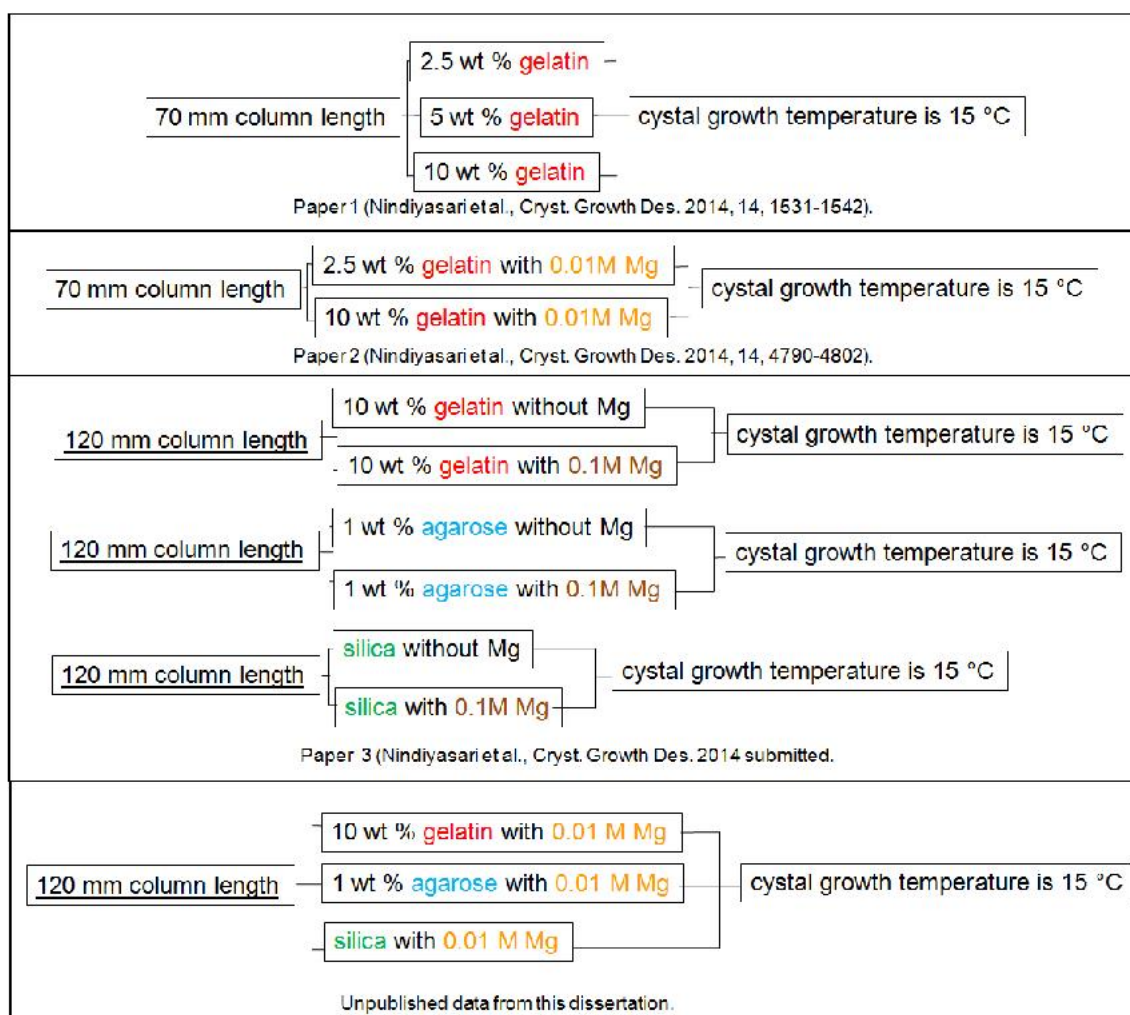 2.5 wt % gelatin
70 mm column length
5 wt % gelatin
cystal growth temperature is 15 °C
10 wt % gelatin
Paper 1 (Nindiyasari et al., Cryst. Growth Des. 2014, 14, 1531-1542).
2.5 wt % gelatin with 0.01M Mg
70 mm column length
cystal growth temperature is 15 °C
10 wt % gelatin with 0.01M Mg
Paper 2 (Nindiyasari et al., Cryst. Growth Des. 2014, 14, 4790-4802).
10 wt % gelatin without Mg
120 mm column length
cystal growth temperature is 15 °C
10 wt % gelatin with 0.1M Mg
1 wt % agarose without Mg
120 mm column length
cystal growth temperature is 15 °C
1 wt % agarose with 0.1M Mg
silica without Mg
120 mm column length
cystal growth temperature is 15 °C
silica with 0.1M Mg
Paper 3 (Nindiyasari et al., Cryst. Growth Des. 2014 submitted.
10 wt % gelatin with 0.01 M Mg
120 mm column length
1 wt % agarose with 0.01 M Mg
cystal growth temperature is 15 °C
silica with 0.01 M Mg
Unpublished data from this dissertation.